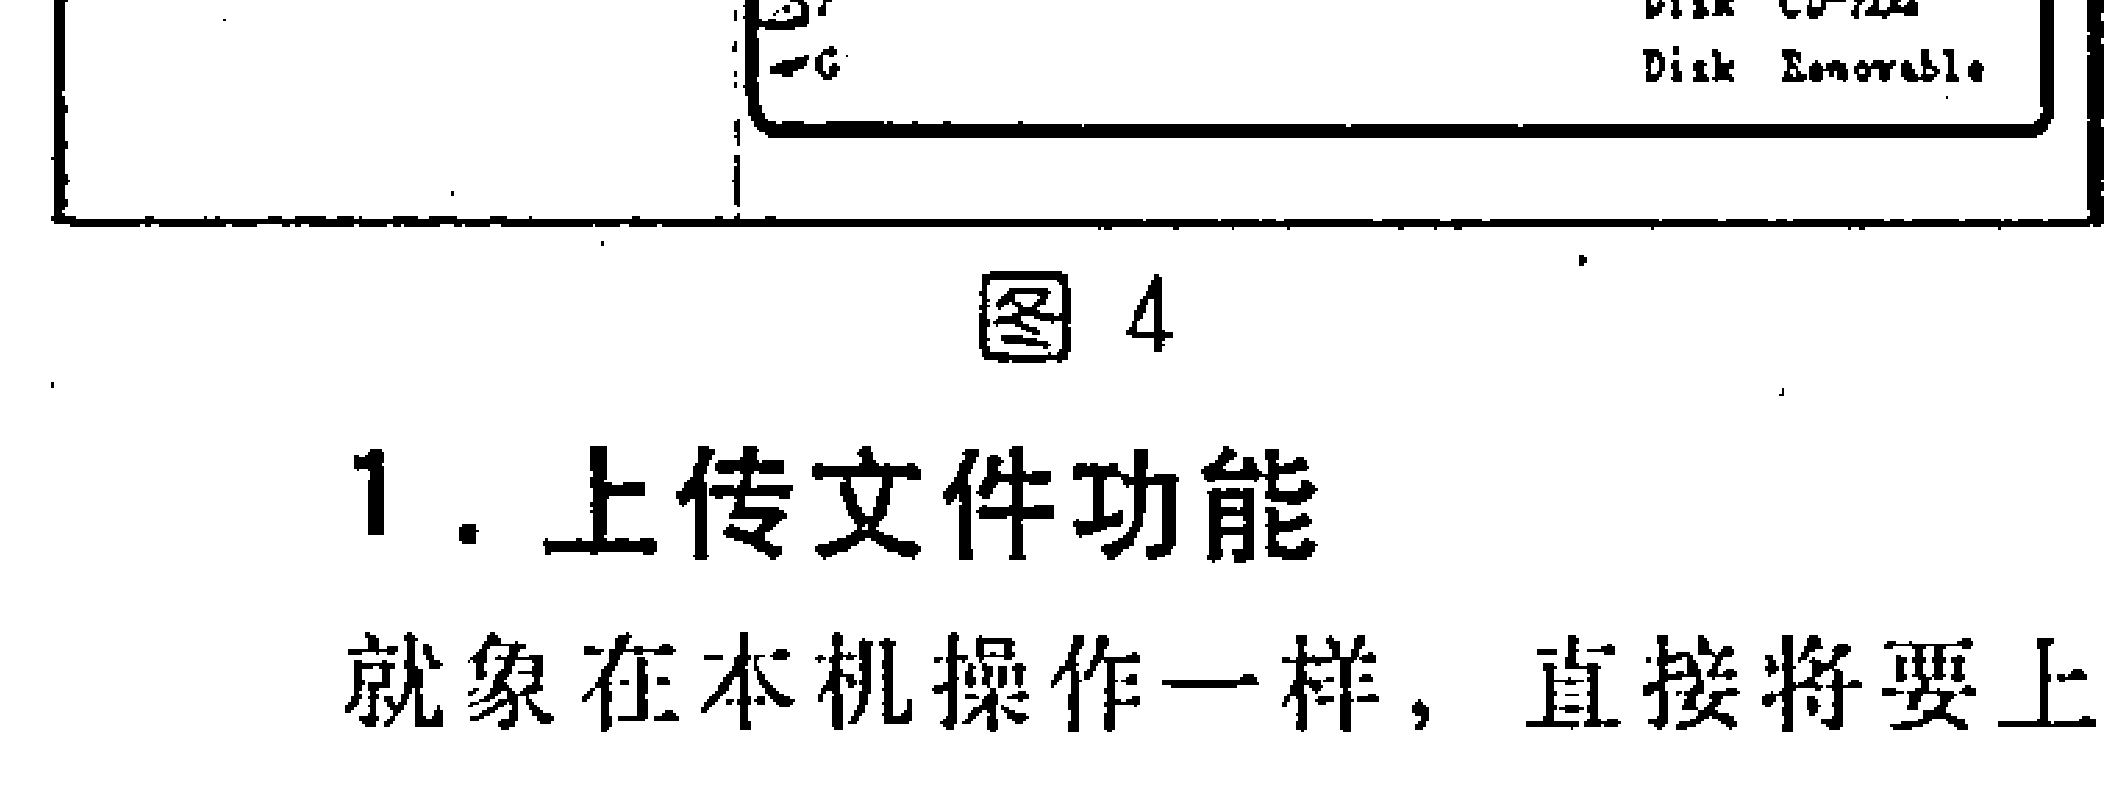 Disk
G Disk Removable
图 4
1. 上传文件功能
就象在本机操作一样，直接将要上